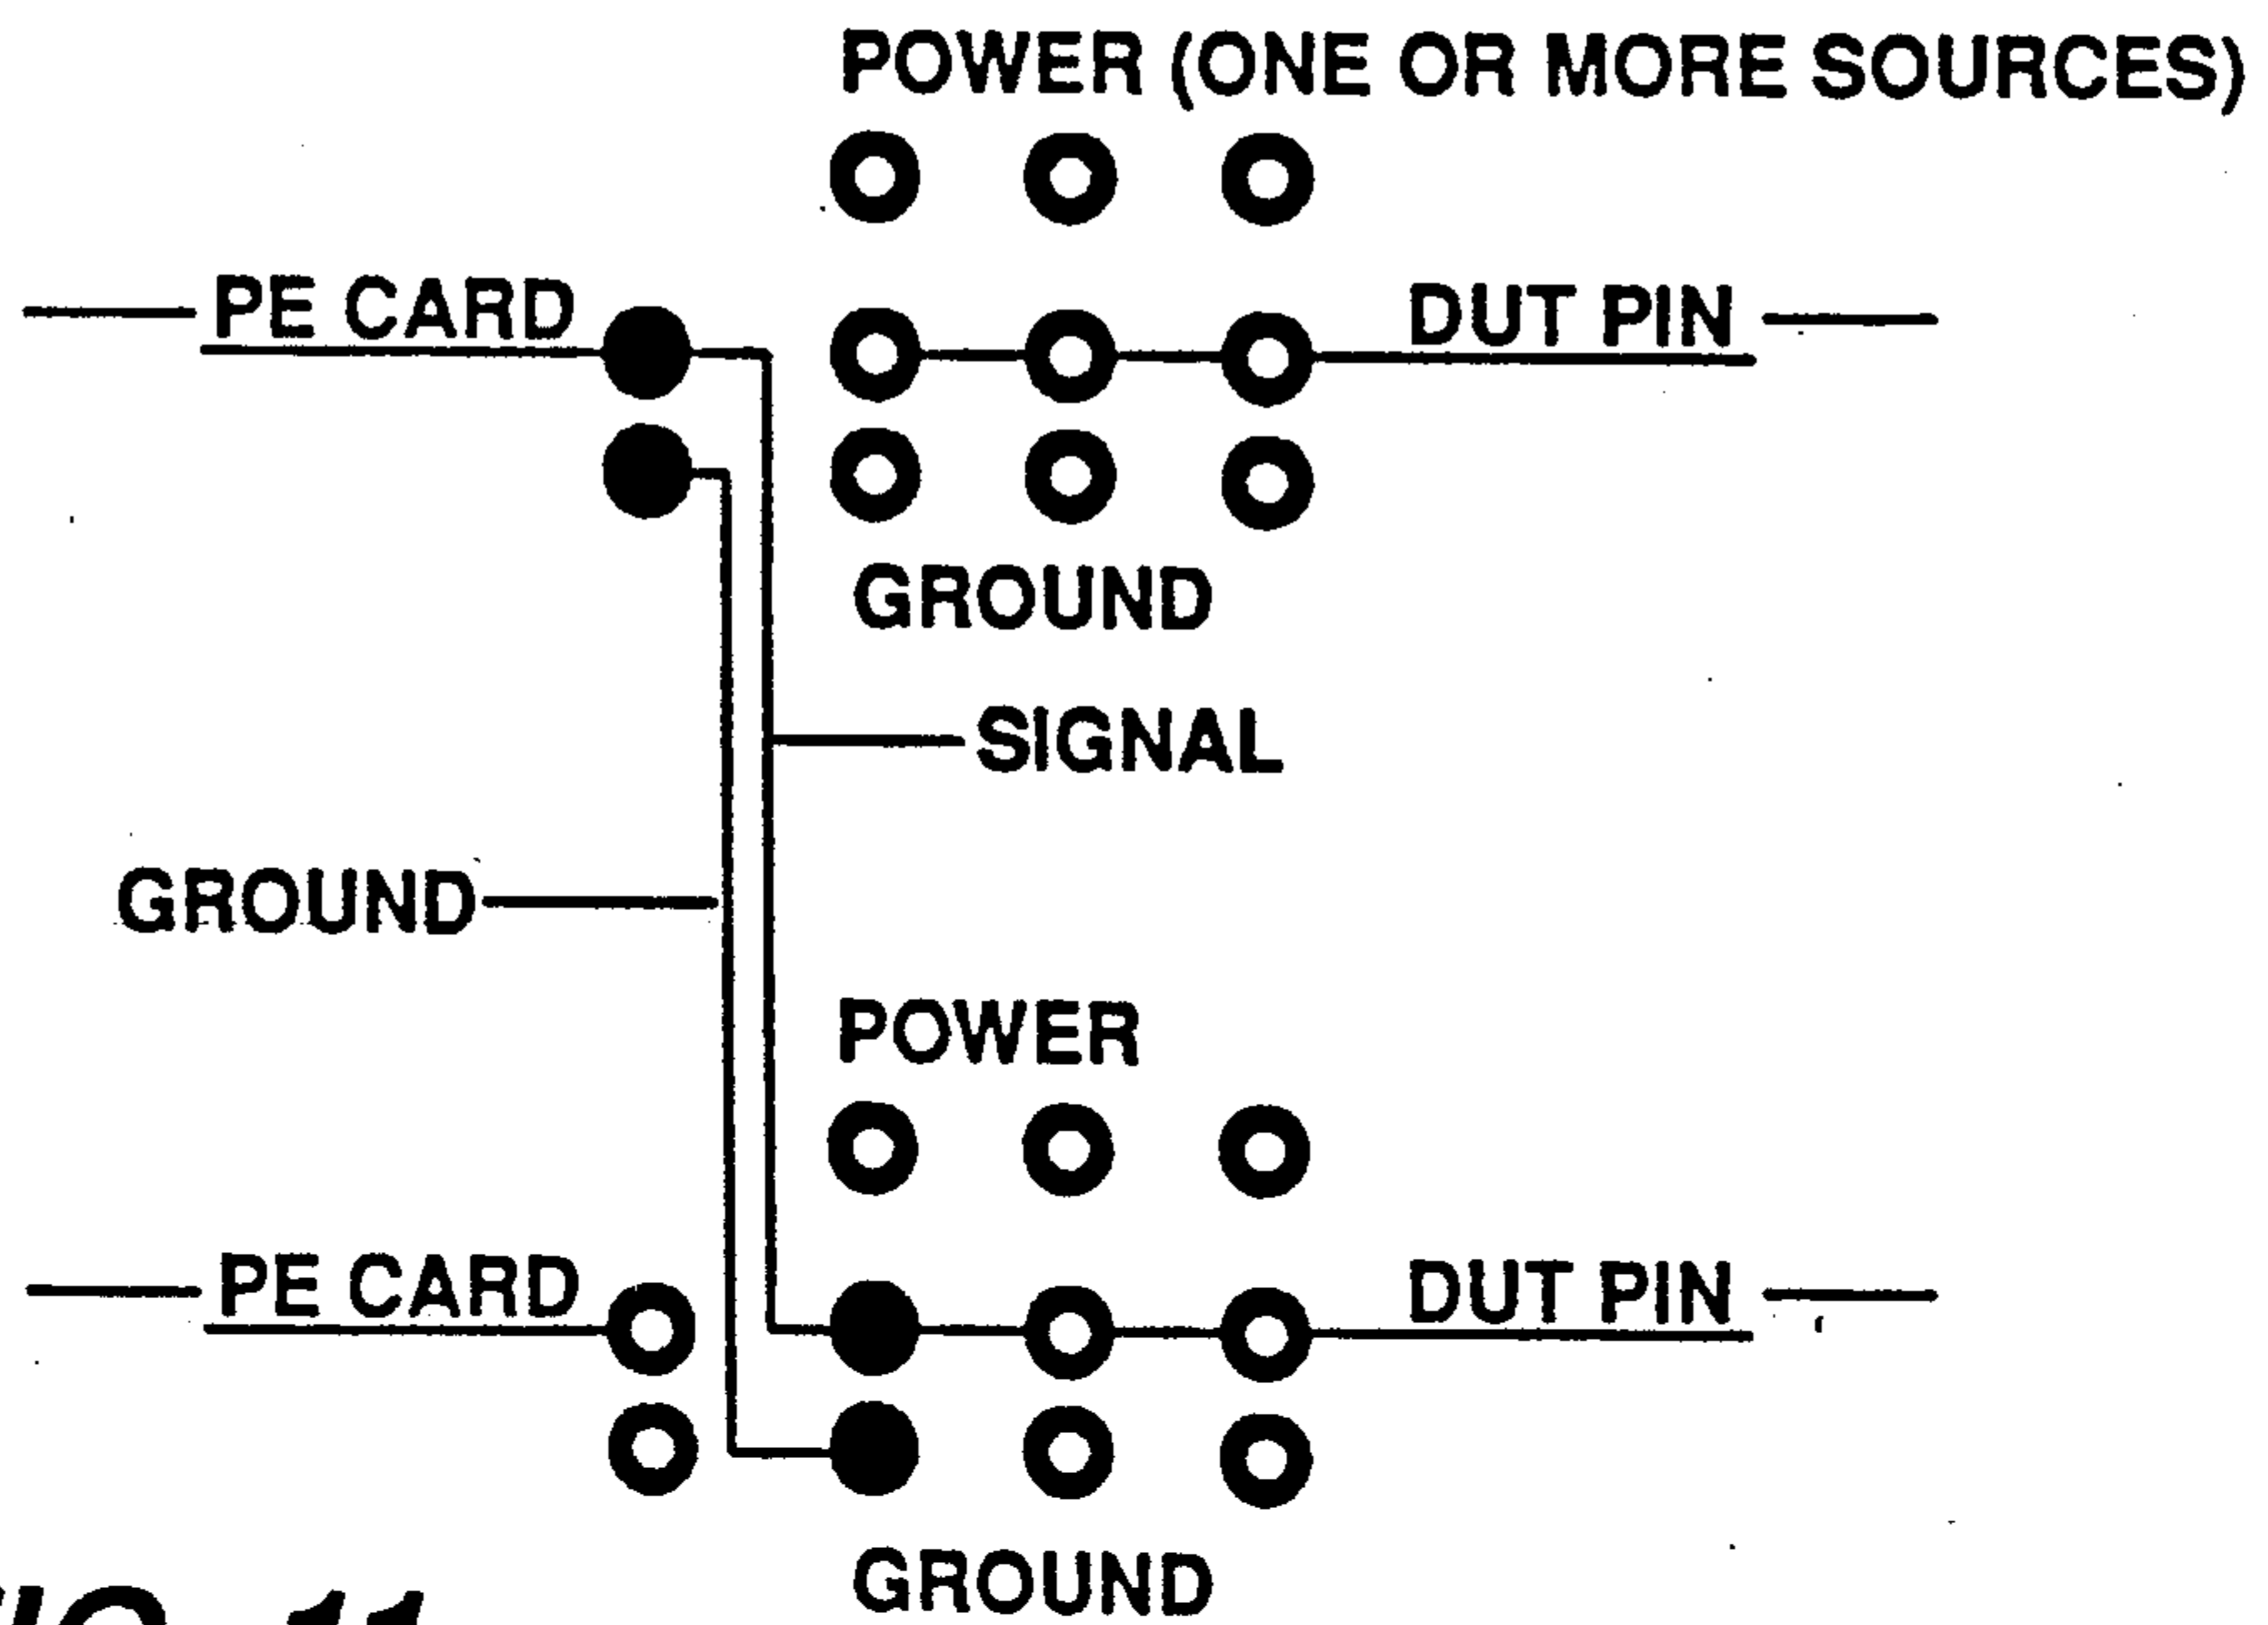 POWER (ONE OR MORE SOURCES)
PE CARD
DUT PIN
GROUND
SIGNAL
GROUND
POWER
PE CARD
DUT PIN
GROUND